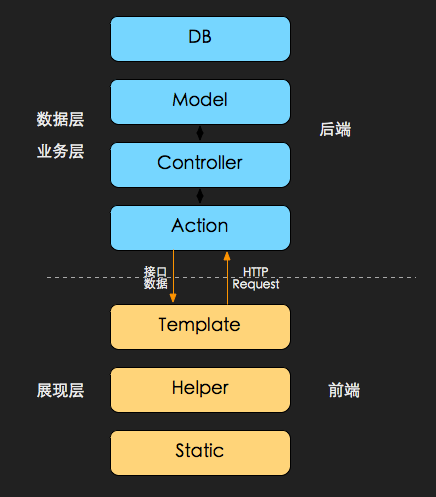 DB
Model
数据层
后端
业务层
Controller
Action
接口
数据
HTTP
Request
Template
展现层
Helper
前端
Static